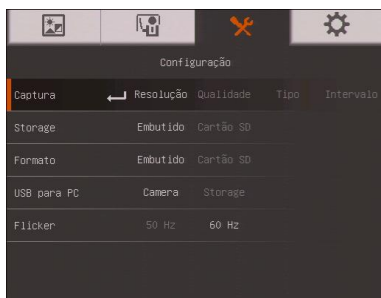 Configuração
Captura Resolução Qualidade Tipo Intervalo
Storage Embutido Cartão SD
Formato Embutido Cartão SD
USB para PC Camera Storage
Flicker 50 Hz 60 Hz